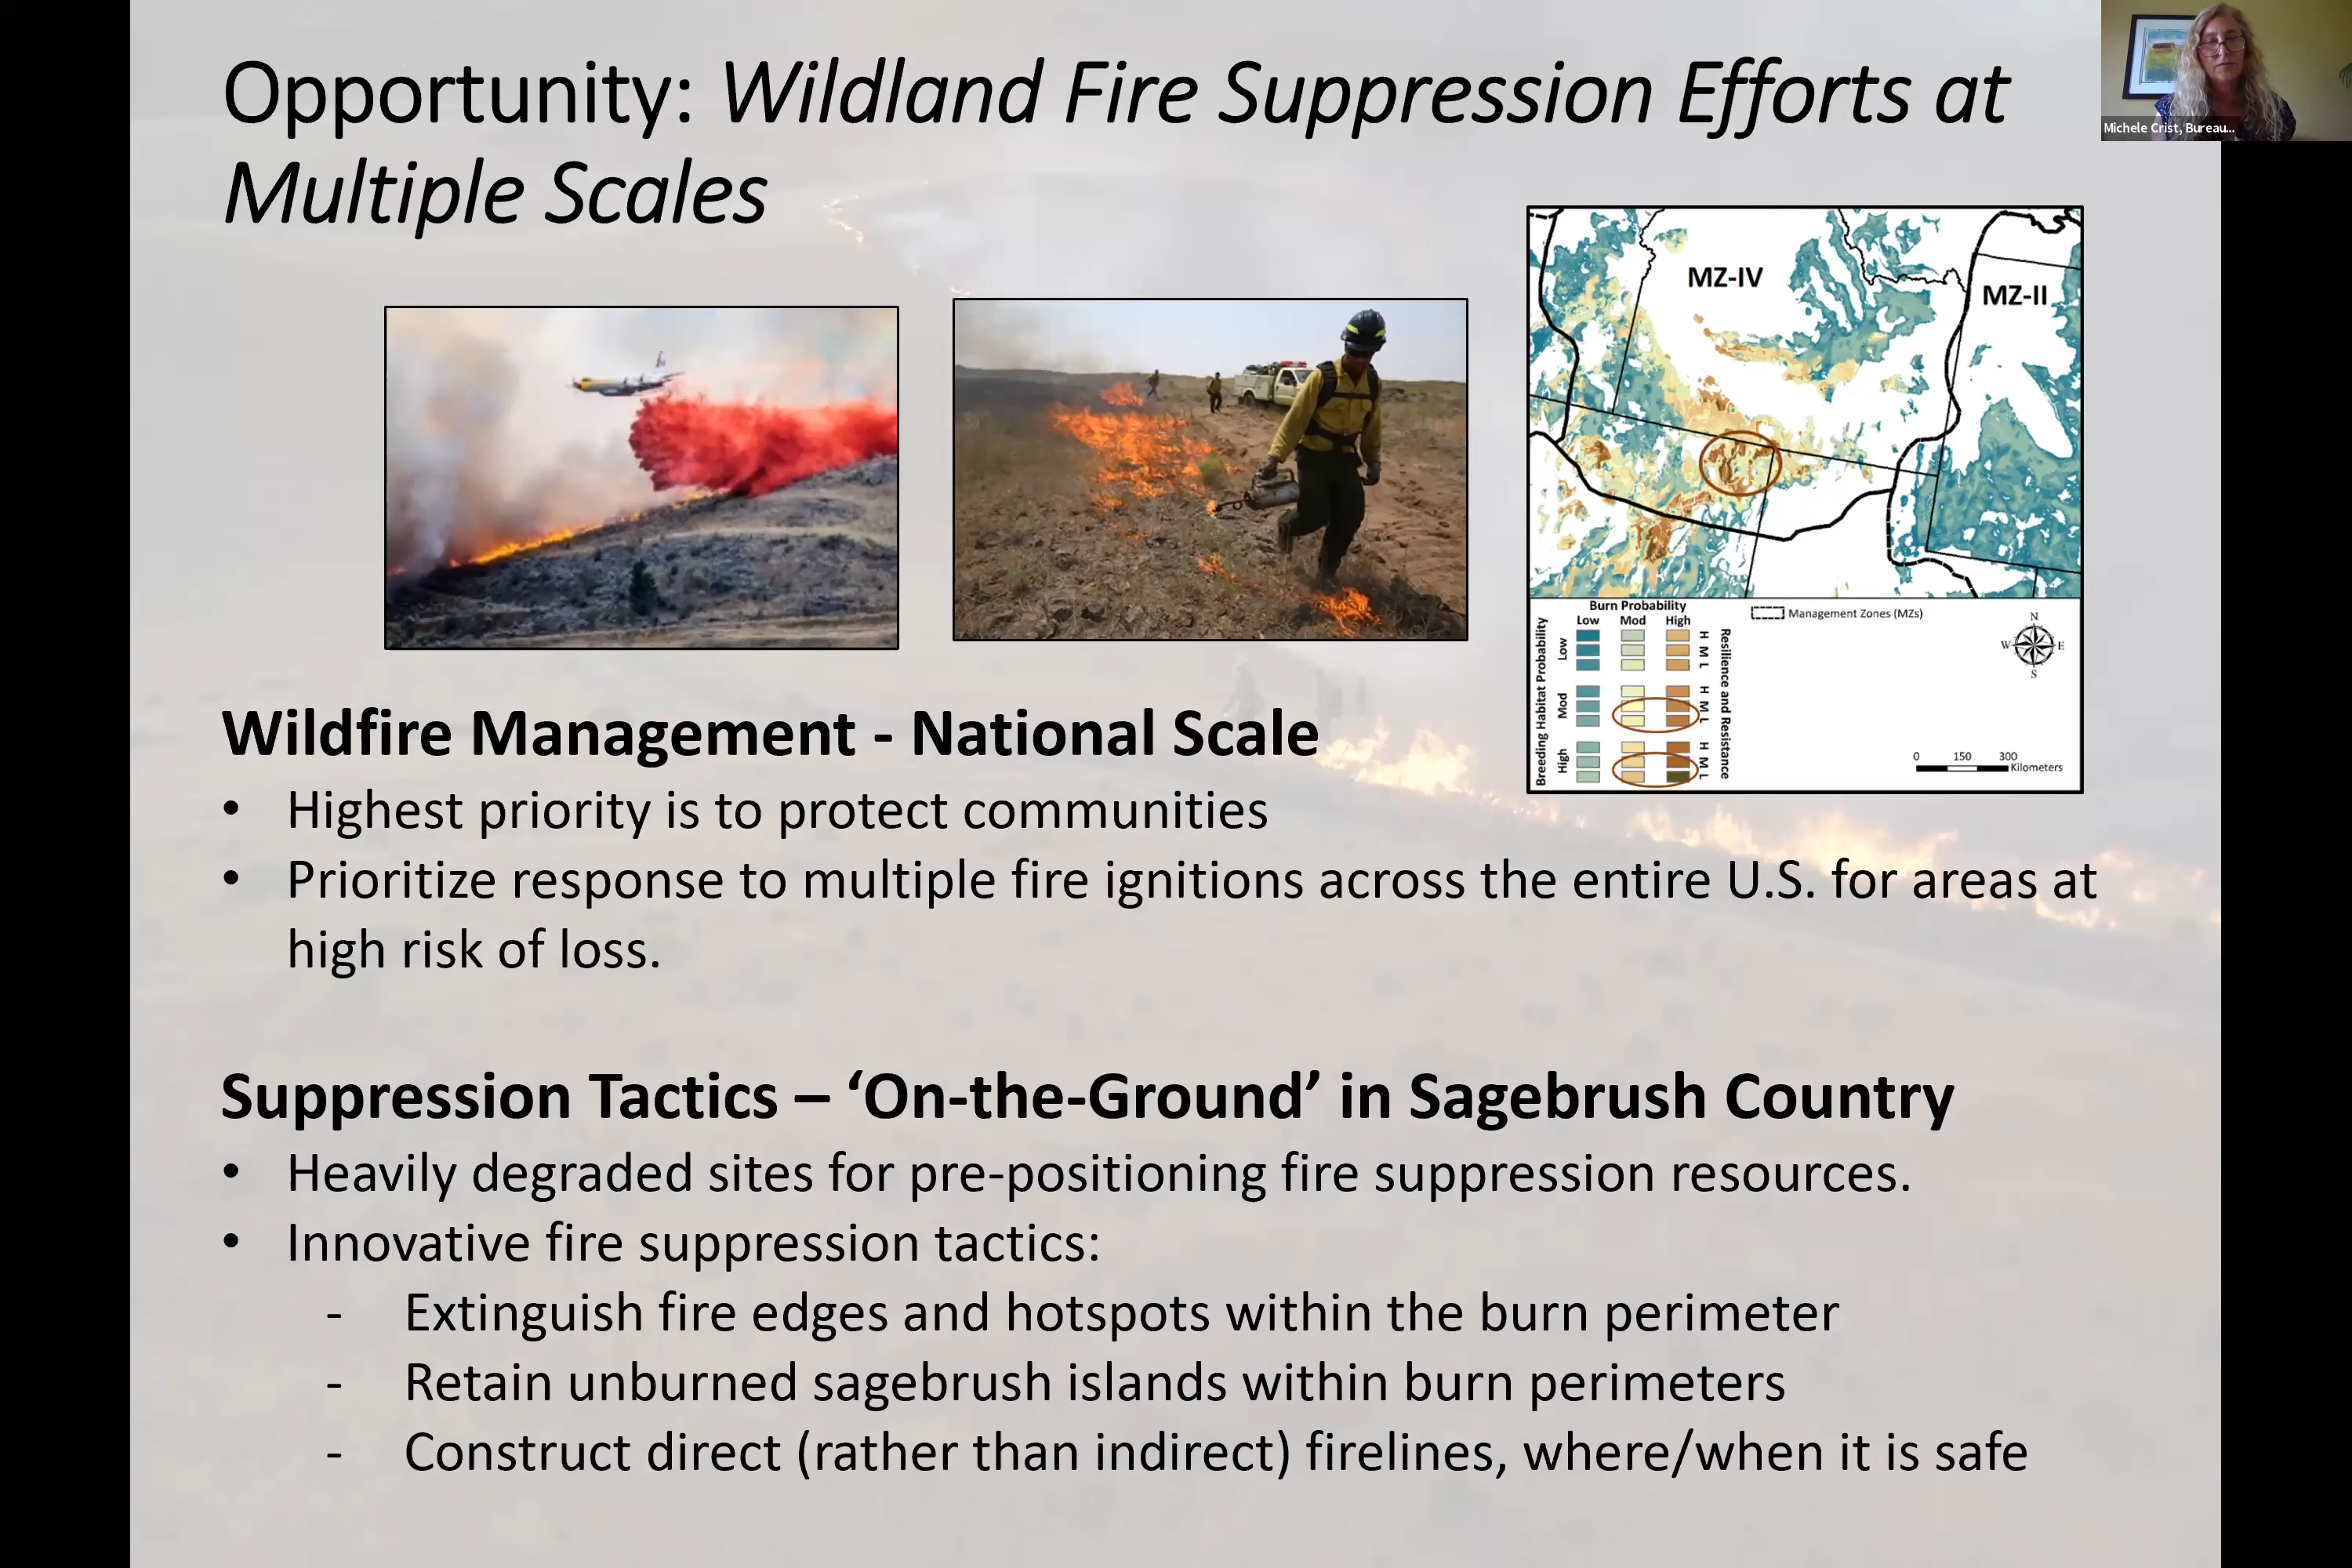 Opportunity: Wildland Fire Suppression Efforts at
Multiple Scales
Michele Crist, Bureau...
MZ-IV
MZ-II
Burn Probability
Low Mod High
Management Zones (MZs)
Breeding Habitat Probability
Low
Mod
High
H M L
H M L
H M L
Resilience and Resistance
N
W E
S
0 150 300
Kilometers
Wildfire Management - National Scale
• Highest priority is to protect communities
• Prioritize response to multiple fire ignitions across the entire U.S. for areas at
high risk of loss.
Suppression Tactics – ‘On-the-Ground’ in Sagebrush Country
• Heavily degraded sites for pre-positioning fire suppression resources.
• Innovative fire suppression tactics:
- Extinguish fire edges and hotspots within the burn perimeter
- Retain unburned sagebrush islands within burn perimeters
- Construct direct (rather than indirect) firelines, where/when it is safe